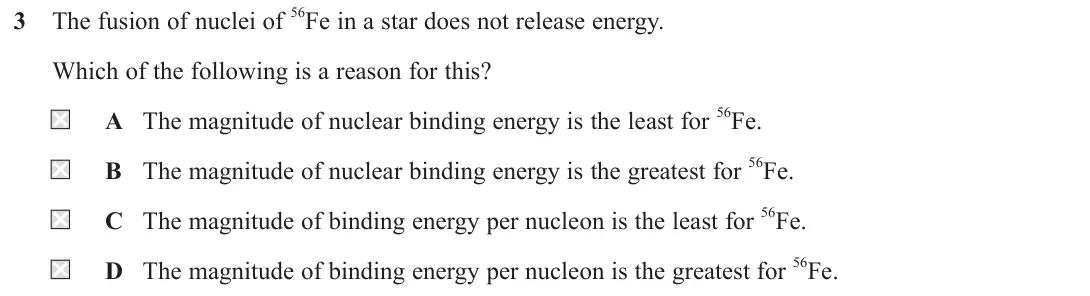 3 The fusion of nuclei of ⁵⁶Fe in a star does not release energy.
Which of the following is a reason for this?
A The magnitude of nuclear binding energy is the least for ⁵⁶Fe.
B The magnitude of nuclear binding energy is the greatest for ⁵⁶Fe.
C The magnitude of binding energy per nucleon is the least for ⁵⁶Fe.
D The magnitude of binding energy per nucleon is the greatest for ⁵⁶Fe.